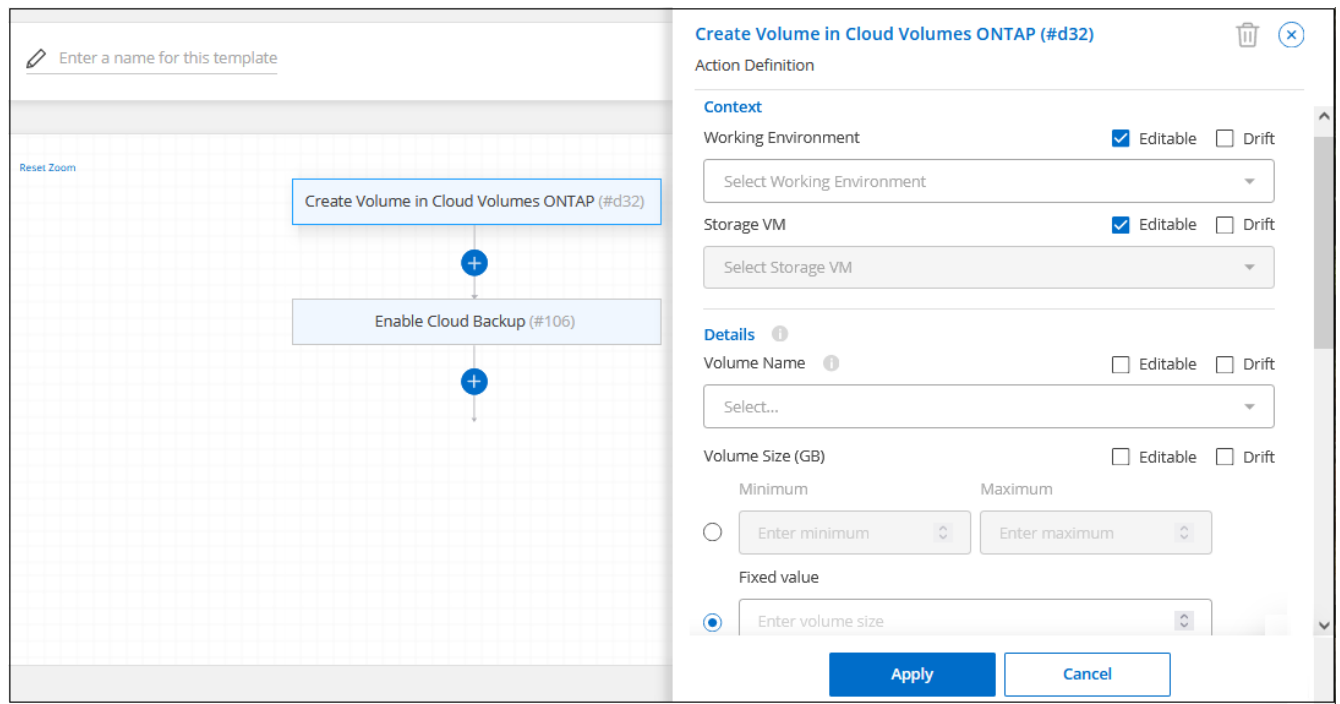 Enter a name for this template
Reset Zoom
Create Volume in Cloud Volumes ONTAP (#d32)
Enable Cloud Backup (#106)
Create Volume in Cloud Volumes ONTAP (#d32)
Action Definition
Context
Working Environment Editable Drift
Select Working Environment
Storage VM Editable Drift
Select Storage VM
Details
Volume Name Editable Drift
Select...
Volume Size (GB) Editable Drift
Minimum Maximum
Enter minimum Enter maximum
Fixed value
Enter volume size
Apply Cancel